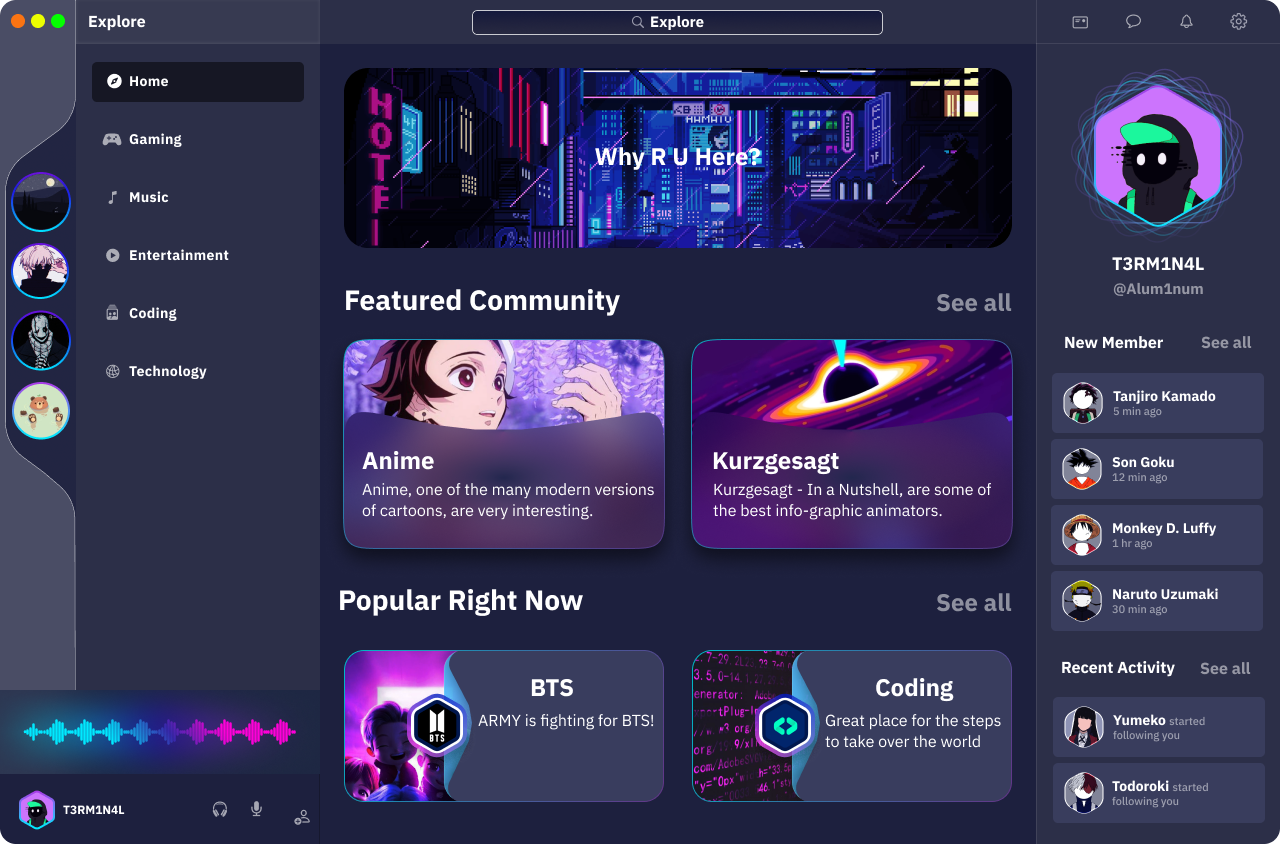 Explore
Explore
Home
Gaming
Music
Entertainment
Coding
Technology
T3RM1N4L
HOTEL
Why R U Here?
Featured Community
See all
Anime
Anime, one of the many modern versions
of cartoons, are very interesting.
Kurzgesagt
Kurzgesagt - In a Nutshell, are some of
the best info-graphic animators.
Popular Right Now
See all
BTS
BTS
ARMY is fighting for BTS!
Coding
Great place for the steps
to take over the world
T3RM1N4L
@Alum1num
New Member
See all
Tanjiro Kamado
5 min ago
Son Goku
12 min ago
Monkey D. Luffy
1 hr ago
Naruto Uzumaki
30 min ago
Recent Activity
See all
Yumeko started
following you
Todoroki started
following you